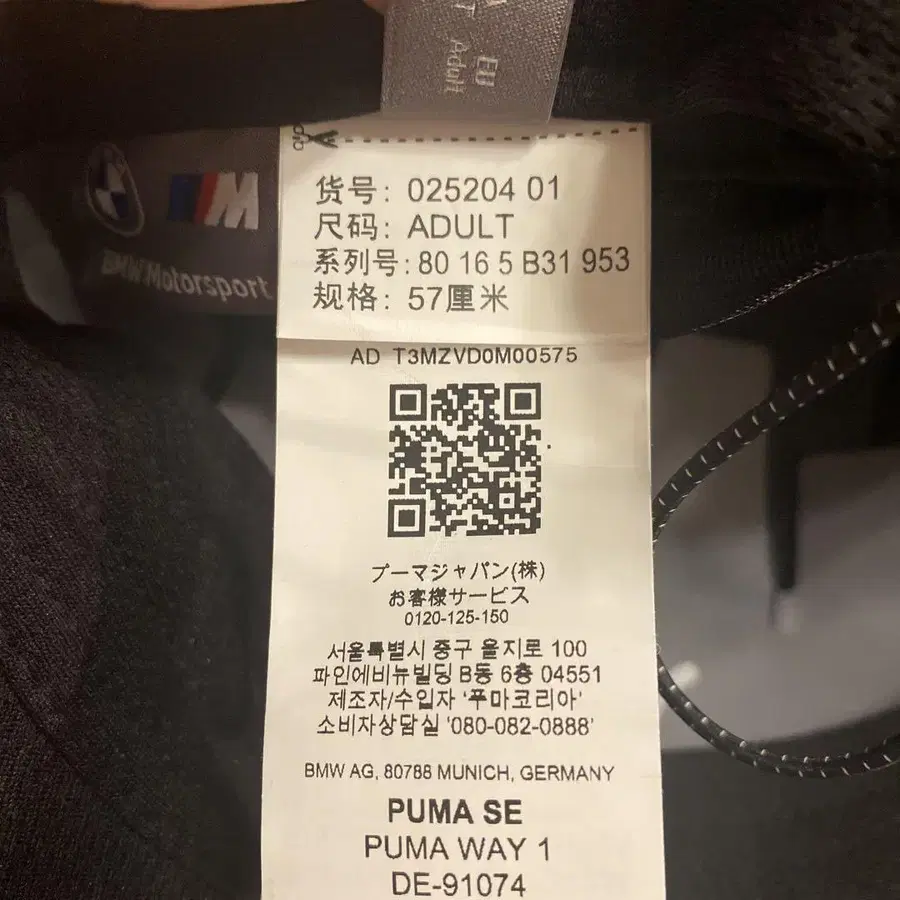 EU
Adult
M
BMW Motorsport
货号: 025204 01
尺码: ADULT
系列号: 80 16 5 B31 953
规格: 57厘米
AD T3MZVD0M00575
プーマジャパン(株)
お客様サービス
0120-125-150
서울특별시 중구 을지로 100
파인에비뉴빌딩 B동 6층 04551
제조자/수입자 '푸마코리아'
소비자상담실 '080-082-0888'
BMW AG, 80788 MUNICH, GERMANY
PUMA SE
PUMA WAY 1
DE-91074